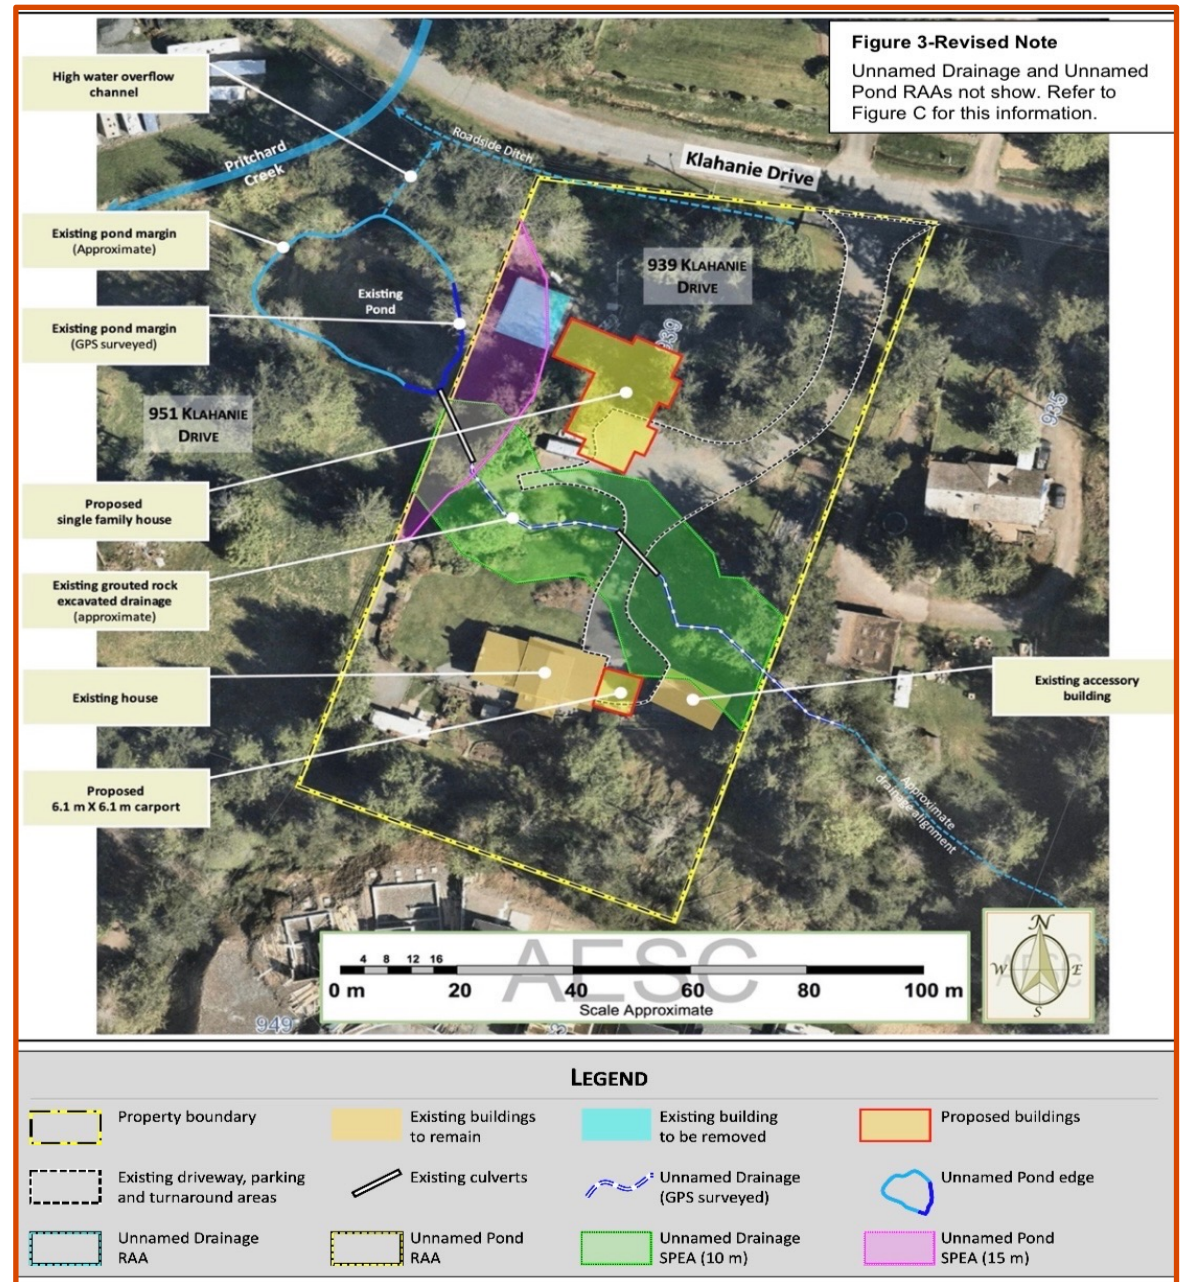 Figure 3-Revised Note
Unnamed Drainage and Unnamed
Pond RAAs not show. Refer to
Figure C for this information.
High water overflow
channel
Roadside Ditch
Pritchard
Creek
Klahanie Drive
Existing pond margin
(Approximate)
939 KLAHANIE
DRIVE
Existing
Pond
939
Existing pond margin
(GPS surveyed)
951 KLAHANIE
DRIVE
935
Proposed
single family house
Existing grouted rock
excavated drainage
(approximate)
Existing house
Existing accessory
building
Proposed
6.1 m X 6.1 m carport
Approximate
drainage alignment
AESC
4 8 12 16
0 m 20 40 60 80 100 m
Scale Approximate
N
W E
S
949
LEGEND
Property boundary
Existing buildings
to remain
Existing building
to be removed
Proposed buildings
Existing driveway, parking
and turnaround areas
Existing culverts
Unnamed Drainage
(GPS surveyed)
Unnamed Pond edge
Unnamed Drainage
RAA
Unnamed Pond
RAA
Unnamed Drainage
SPEA (10 m)
Unnamed Pond
SPEA (15 m)